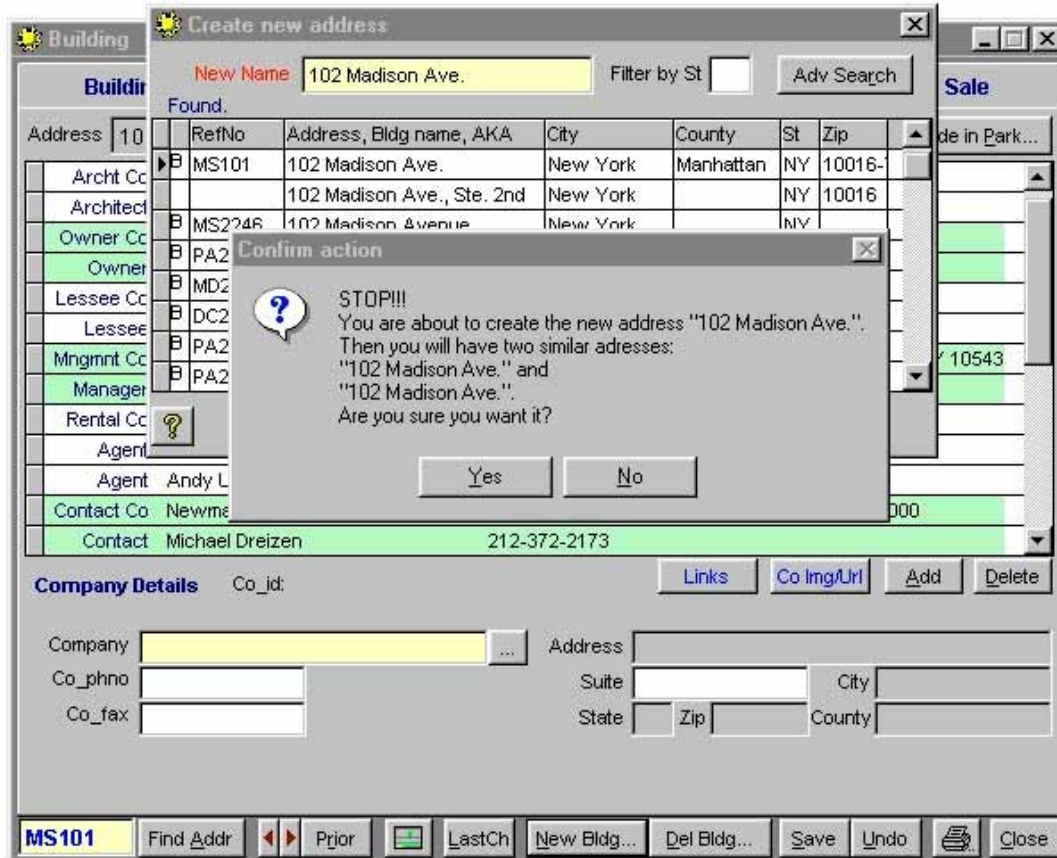 Building
Create new address
New Name 102 Madison Ave. Filter by St Adv Search
Found.
Sale
Address 10
RefNo Address, Bldg name, AKA City County St Zip
MS101 102 Madison Ave. New York Manhattan NY 10016-
102 Madison Ave., Ste. 2nd New York NY 10016
MS2246 102 Madison Avenue New York NY
PA2
MD2
DC2
PA2
PA2
de in Park...
Archt Co
Architect
Owner Co
Owner
Lessee Co
Lessee
Mngmnt Co
Y 10543
Manager
Rental Co
Agent
Agent Andy L
Contact Co Newma 000
Contact Michael Dreizen 212-372-2173
Confirm action
STOP!!!
You are about to create the new address "102 Madison Ave.".
Then you will have two similar adresses:
"102 Madison Ave." and
"102 Madison Ave.".
Are you sure you want it?
Yes No
Company Details Co_id: Links Co Img/Url Add Delete
Company ... Address
Co_phno Suite City
Co_fax State Zip County
MS101 Find Addr Prior LastCh New Bldg... Del Bldg... Save Undo Close